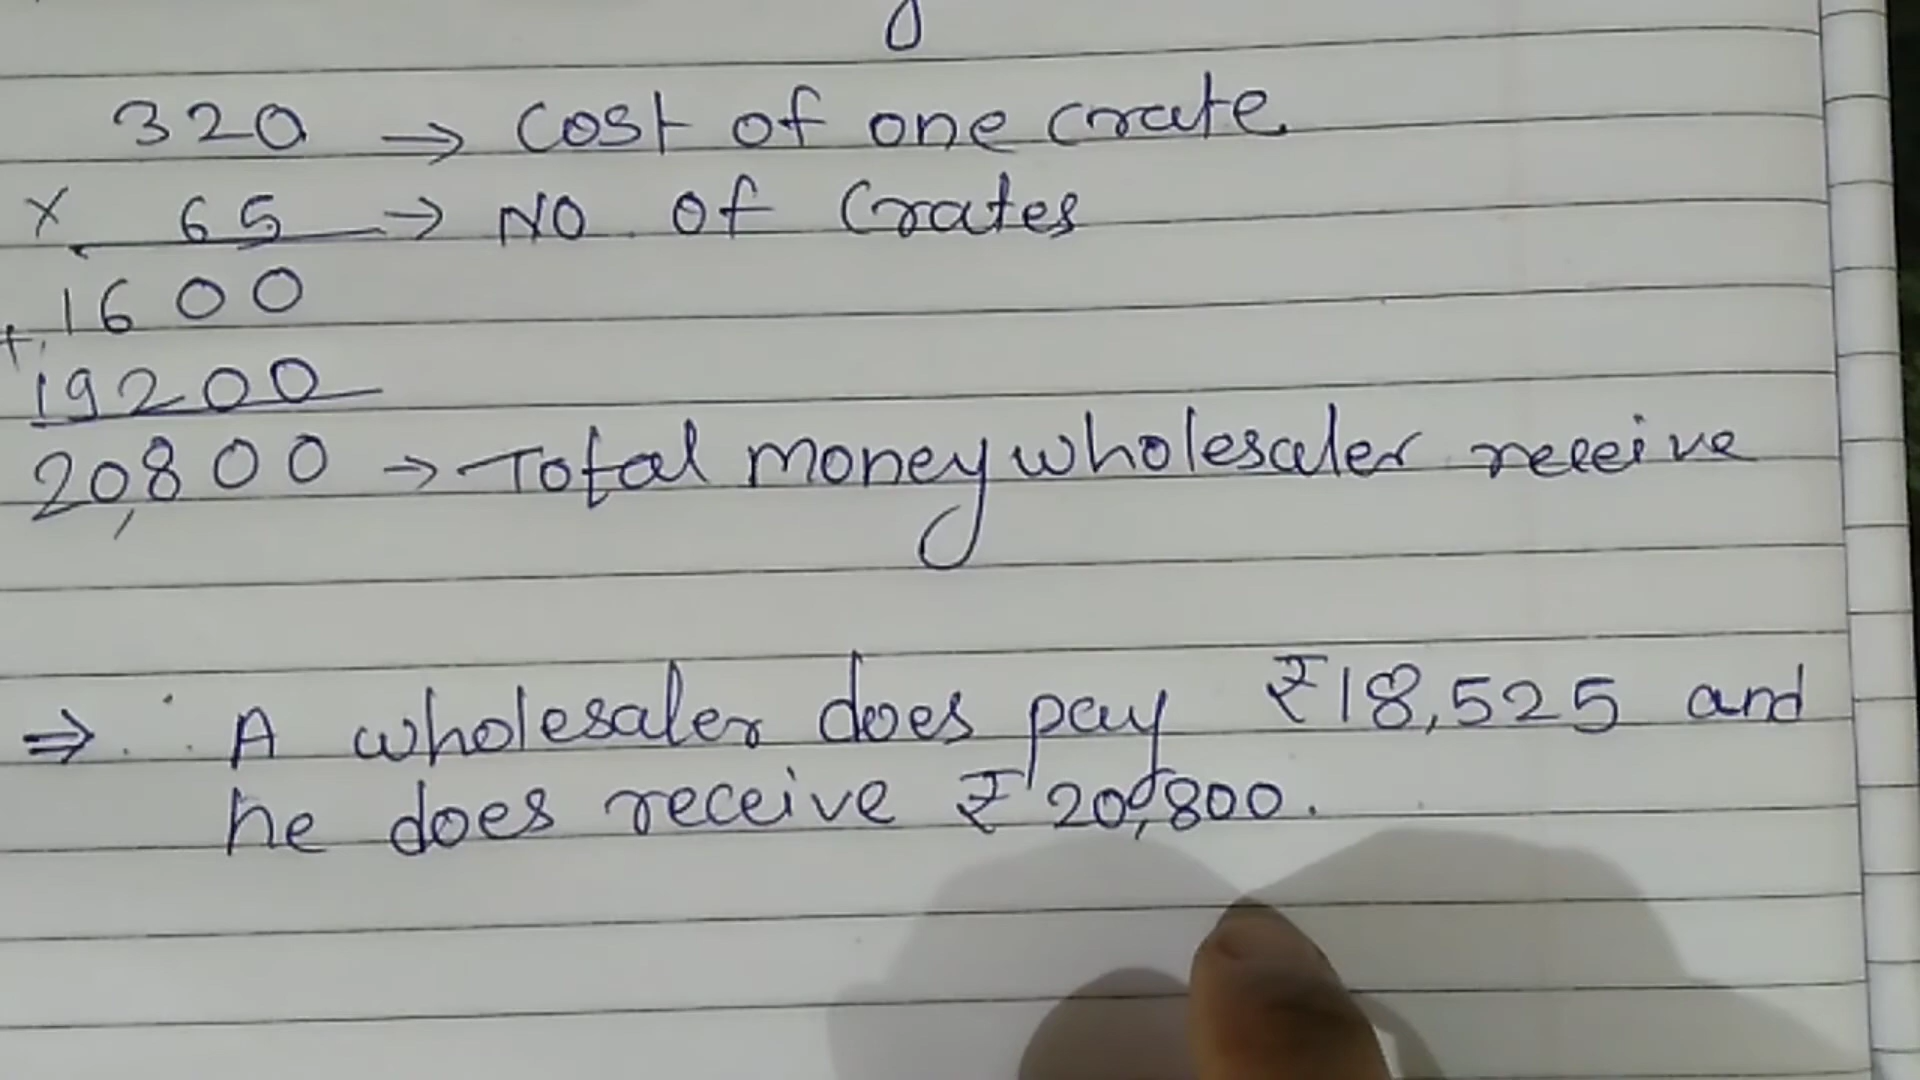 320 → Cost of one crate
× 65 → NO. of Crates
1600
+ 19200
20,800 → Total money wholesaler receive
⇒ ∴ A wholesaler does pay ₹18,525 and
he does receive ₹20,800.